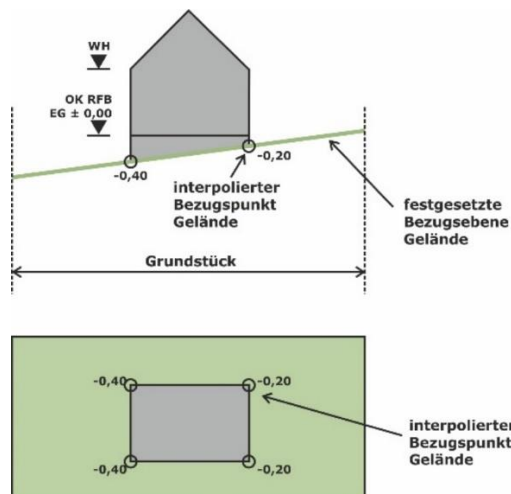 WH
OK RFB
EG ± 0,00
-0,40
-0,20
interpolierter
Bezugspunkt
Gelände
festgesetzte
Bezugsebene
Gelände
Grundstück
-0,40
-0,20
interpolierter
Bezugspunkt
Gelände
-0,40
-0,20